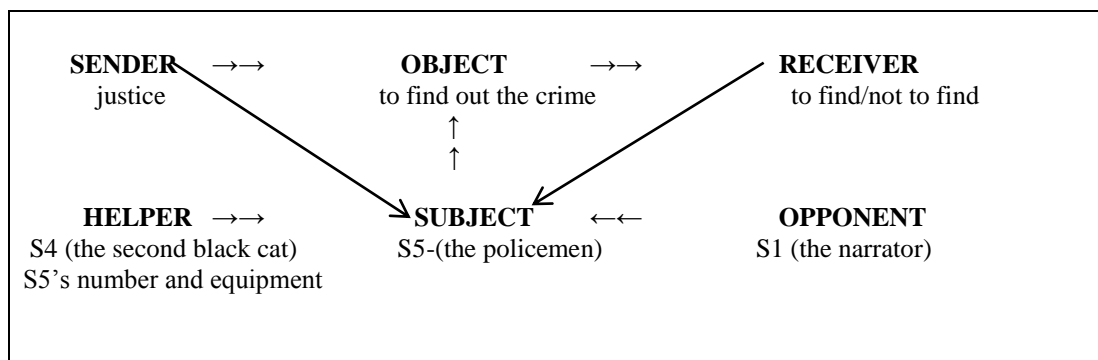 SENDER →→ OBJECT →→ RECEIVER
justice to find out the crime to find/not to find
↑
↑
HELPER →→ SUBJECT ←← OPPONENT
S4 (the second black cat) S5-(the policemen) S1 (the narrator)
S5’s number and equipment